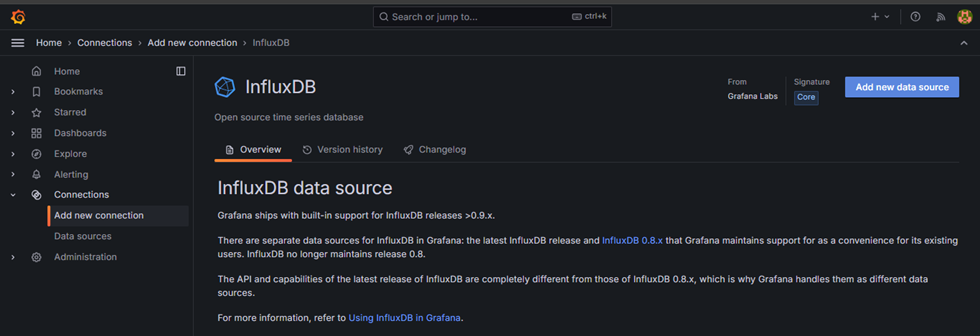 Search or jump to...
ctrl+k
Home › Connections › Add new connection › InfluxDB
Home
Bookmarks
Starred
Dashboards
Explore
Alerting
Connections
Add new connection
Data sources
Administration
InfluxDB
From
Grafana Labs
Signature
Core
Add new data source
Open source time series database
Overview
Version history
Changelog
InfluxDB data source
Grafana ships with built-in support for InfluxDB releases >0.9.x.
There are separate data sources for InfluxDB in Grafana: the latest InfluxDB release and InfluxDB 0.8.x that Grafana maintains support for as a convenience for its existing
users. InfluxDB no longer maintains release 0.8.
The API and capabilities of the latest release of InfluxDB are completely different from those of InfluxDB 0.8.x, which is why Grafana handles them as different data
sources.
For more information, refer to Using InfluxDB in Grafana.